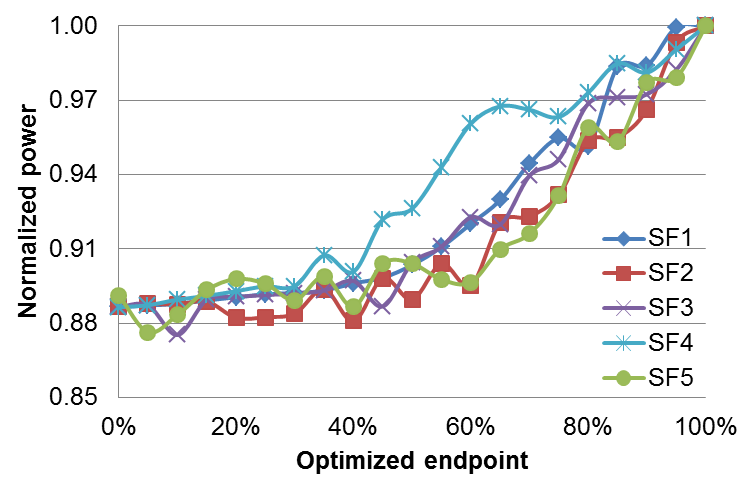 1.00
0.97
0.94
0.91
0.88
0.85
Normalized power
SF1
SF2
SF3
SF4
SF5
0% 20% 40% 60% 80% 100%
Optimized endpoint